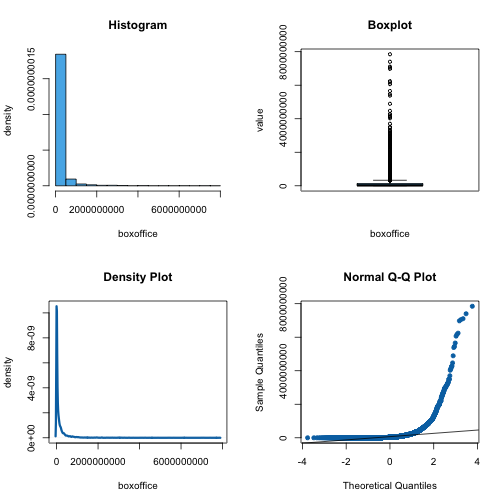 Histogram
density
0.0000000000
0.0000000015
0
2000000000
6000000000
boxoffice
Boxplot
value
0
4000000000
8000000000
boxoffice
Density Plot
density
0e+00
4e-09
8e-09
0
2000000000
6000000000
boxoffice
Normal Q-Q Plot
Sample Quantiles
0
4000000000
8000000000
-4
-2
0
2
4
Theoretical Quantiles